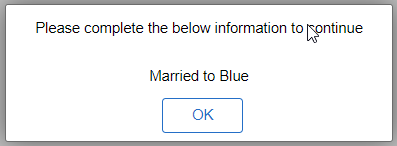 Please complete the below information to continue
Married to Blue
OK